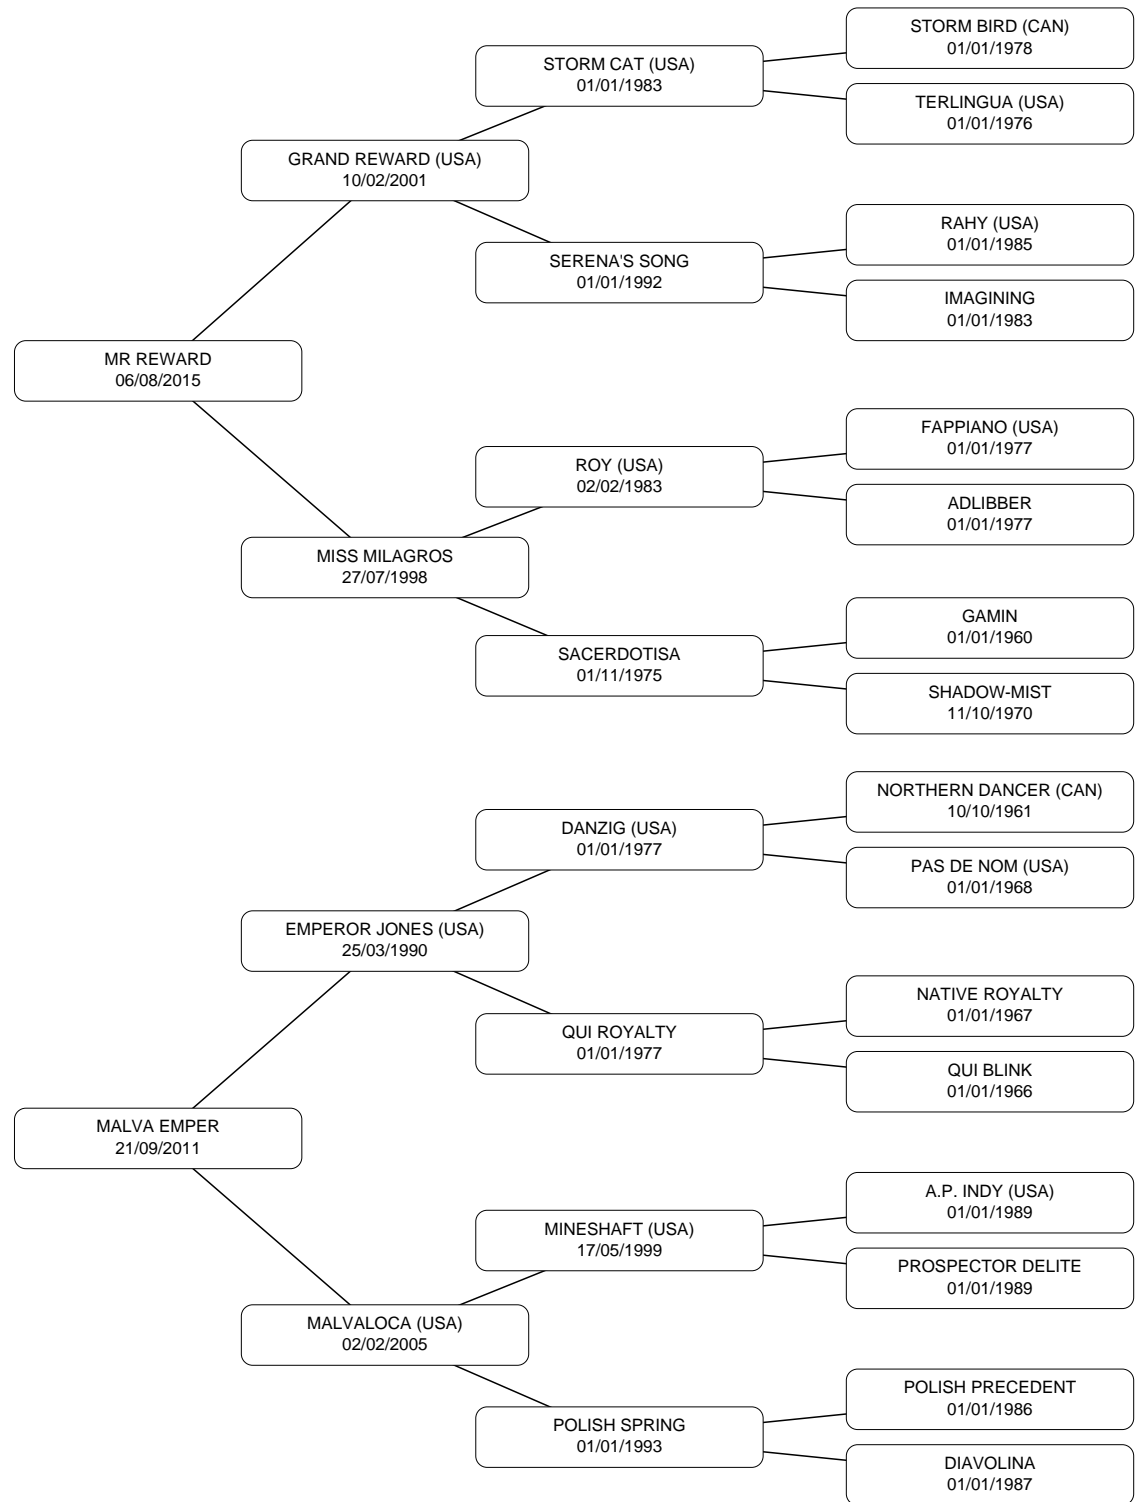 STORM BIRD (CAN)
01/01/1978
STORM CAT (USA)
01/01/1983
TERLINGUA (USA)
01/01/1976
GRAND REWARD (USA)
10/02/2001
RAHY (USA)
01/01/1985
SERENA'S SONG
01/01/1992
IMAGINING
01/01/1983
MR REWARD
06/08/2015
FAPPIANO (USA)
01/01/1977
ROY (USA)
02/02/1983
ADLIBBER
01/01/1977
MISS MILAGROS
27/07/1998
GAMIN
01/01/1960
SACERDOTISA
01/11/1975
SHADOW-MIST
11/10/1970
NORTHERN DANCER (CAN)
10/10/1961
DANZIG (USA)
01/01/1977
PAS DE NOM (USA)
01/01/1968
EMPEROR JONES (USA)
25/03/1990
NATIVE ROYALTY
01/01/1967
QUI ROYALTY
01/01/1977
QUI BLINK
01/01/1966
MALVA EMPER
21/09/2011
A.P. INDY (USA)
01/01/1989
MINESHAFT (USA)
17/05/1999
PROSPECTOR DELITE
01/01/1989
MALVALOCA (USA)
02/02/2005
POLISH PRECEDENT
01/01/1986
POLISH SPRING
01/01/1993
DIAVOLINA
01/01/1987